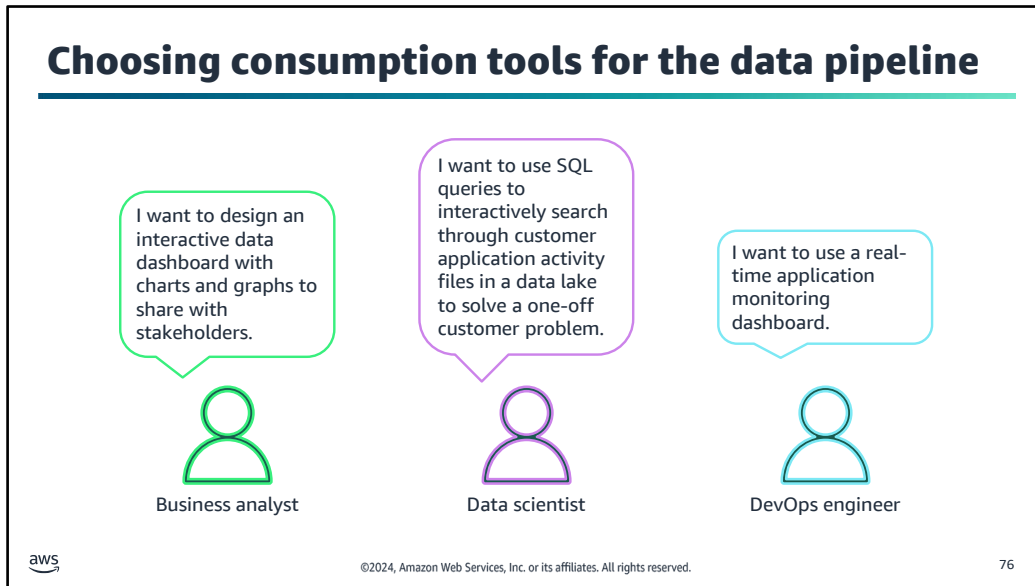 Choosing consumption tools for the data pipeline
I want to design an
interactive data
dashboard with
charts and graphs to
share with
stakeholders.
I want to use SQL
queries to
interactively search
through customer
application activity
files in a data lake
to solve a one-off
customer problem.
I want to use a real-
time application
monitoring
dashboard.
Business analyst
Data scientist
DevOps engineer
aws
©2024, Amazon Web Services, Inc. or its affiliates. All rights reserved.
76